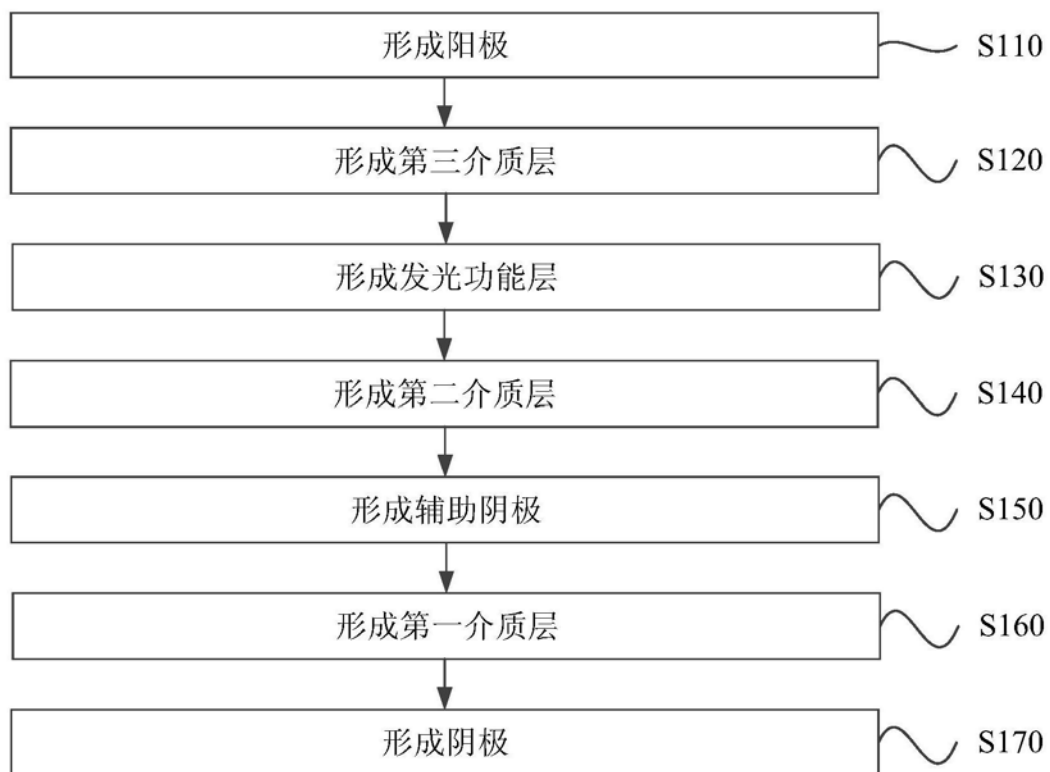 形成阳极 S110
形成第三介质层 S120
形成发光功能层 S130
形成第二介质层 S140
形成辅助阴极 S150
形成第一介质层 S160
形成阴极 S170